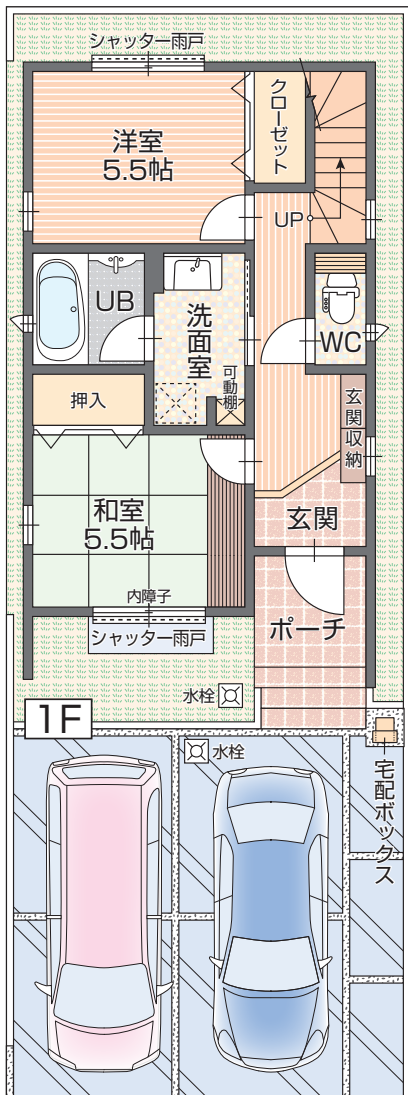 シャッター雨戸
洋室
5.5帖
クローゼット
UP
UB
洗面室
可動棚
WC
押入
玄関収納
和室
5.5帖
玄関
内障子
シャッター雨戸
ポーチ
水栓
1F
水栓
宅配ボックス